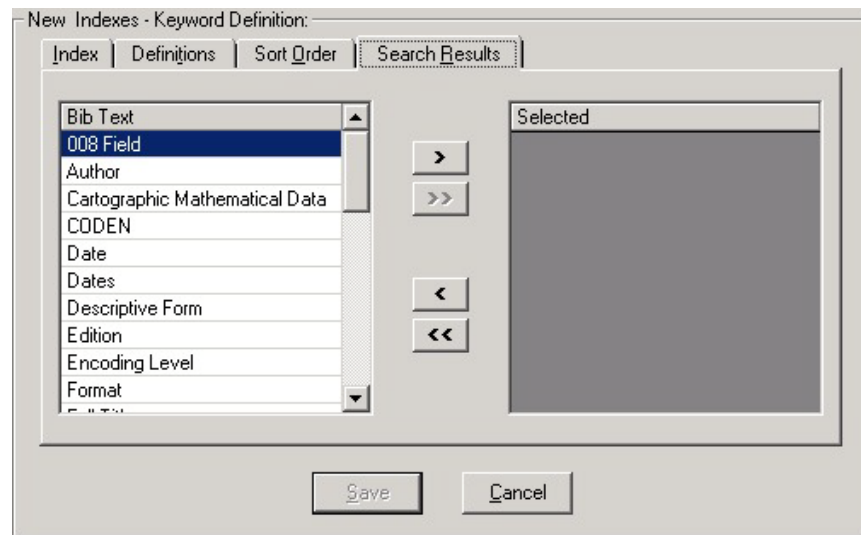 New Indexes - Keyword Definition:
Index Definitions Sort Order Search Results
Bib Text
008 Field
Author
Cartographic Mathematical Data
CODEN
Date
Dates
Descriptive Form
Edition
Encoding Level
Format
>
>>
<
<<
Selected
Save Cancel